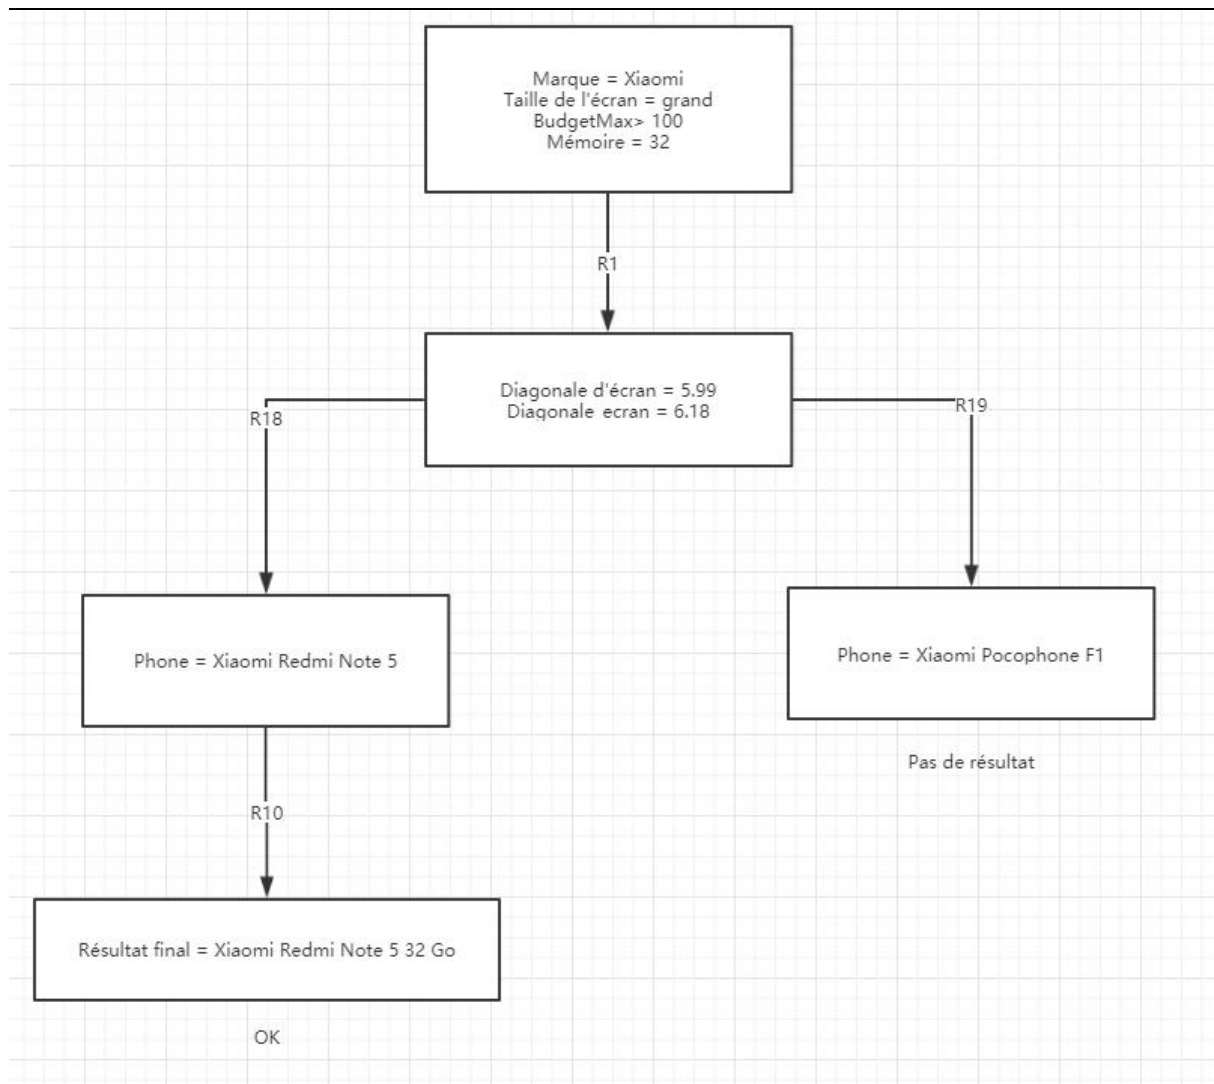 Marque = Xiaomi
Taille de l'écran = grand
BudgetMax> 100
Mémoire = 32
R1
Diagonale d'écran = 5.99
Diagonale ecran = 6.18
R18
R19
Phone = Xiaomi Redmi Note 5
Phone = Xiaomi Pocophone F1
Pas de résultat
R10
Résultat final = Xiaomi Redmi Note 5 32 Go
OK